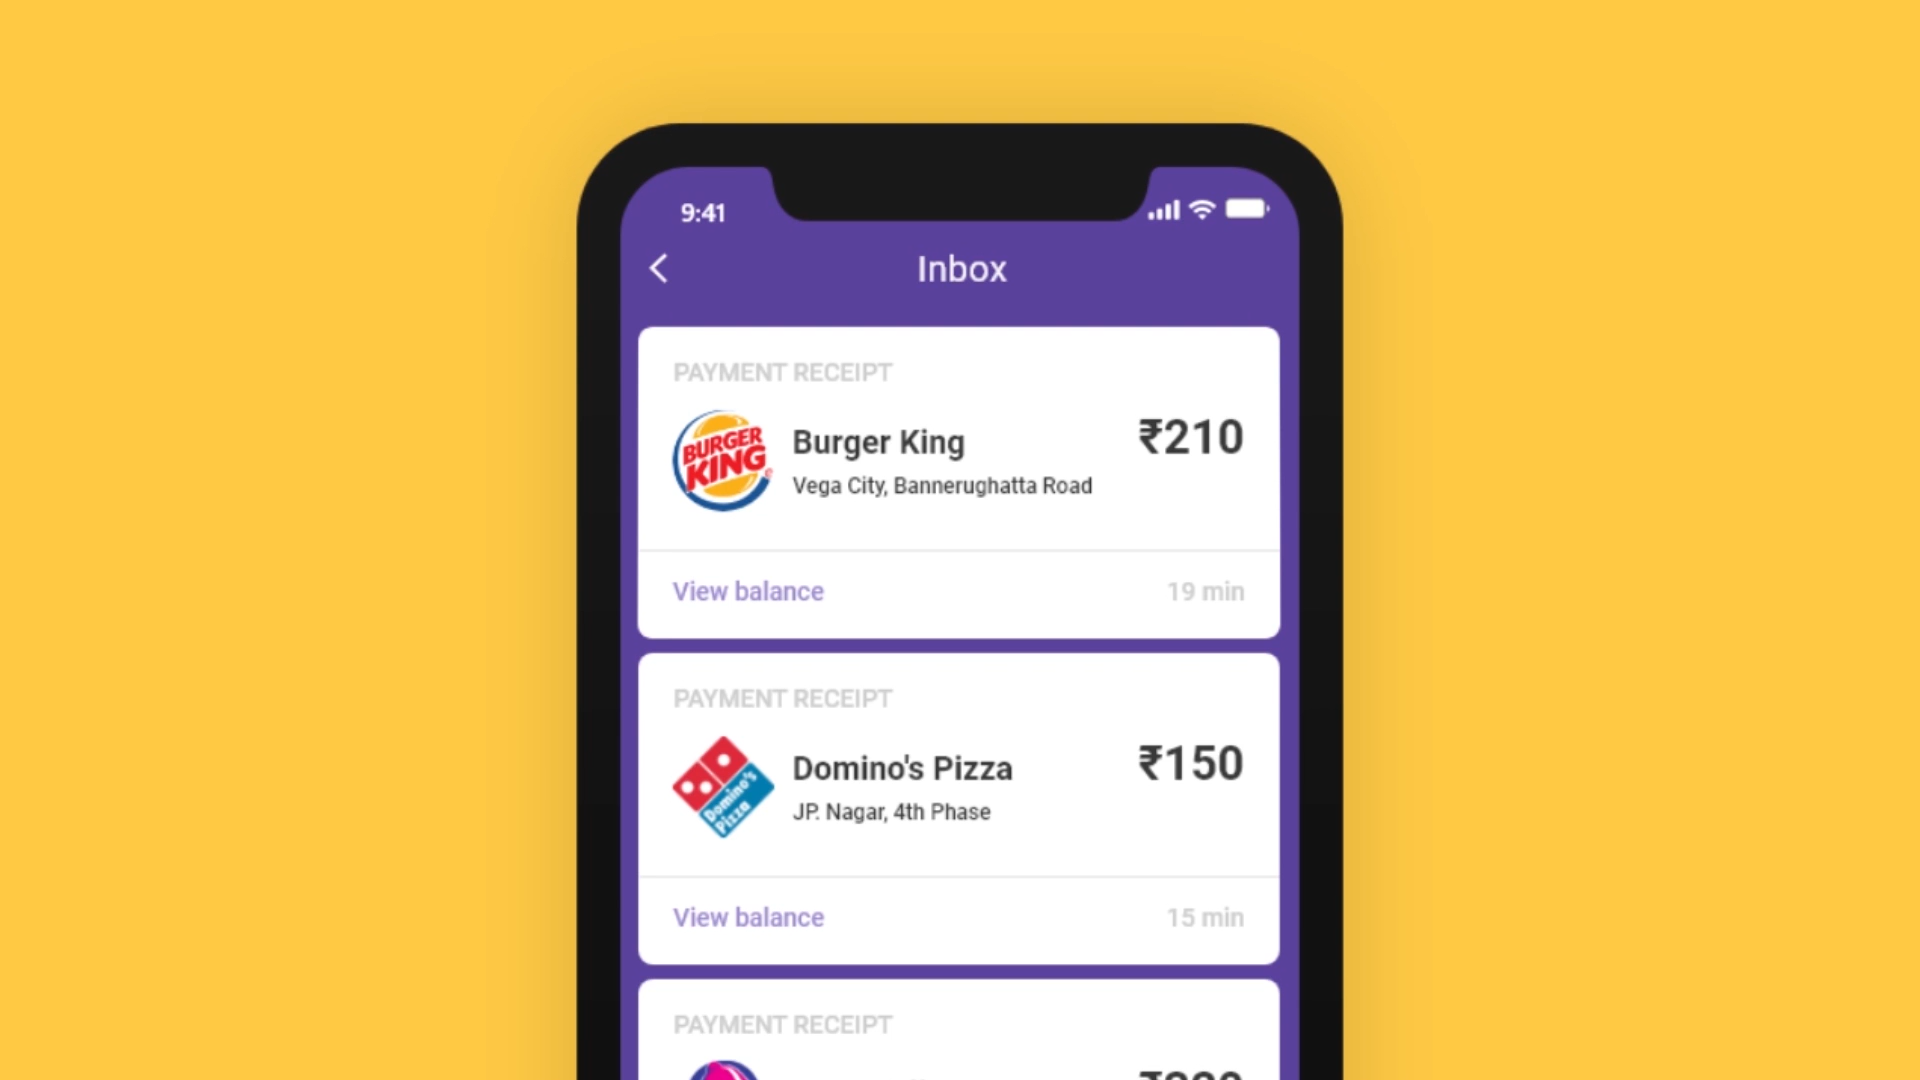 9:41
Inbox
PAYMENT RECEIPT
BURGER
KING
Burger King
₹210
Vega City, Bannerughatta Road
View balance
19 min
PAYMENT RECEIPT
Domino's
Pizza
Domino's Pizza
₹150
JP. Nagar, 4th Phase
View balance
15 min
PAYMENT RECEIPT